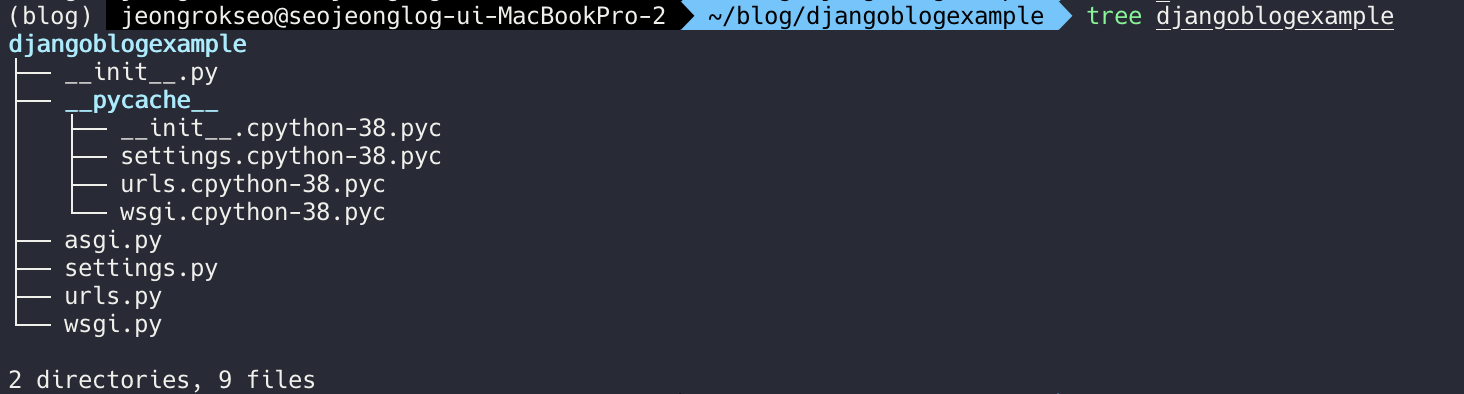 (blog) jeongrokseo@seojeonglog-ui-MacBookPro-2 ~/blog/djangoblogexample tree djangoblogexample
djangoblogexample
├── __init__.py
├── __pycache__
│   ├── __init__.cpython-38.pyc
│   ├── settings.cpython-38.pyc
│   ├── urls.cpython-38.pyc
│   └── wsgi.cpython-38.pyc
├── asgi.py
├── settings.py
├── urls.py
└── wsgi.py
2 directories, 9 files